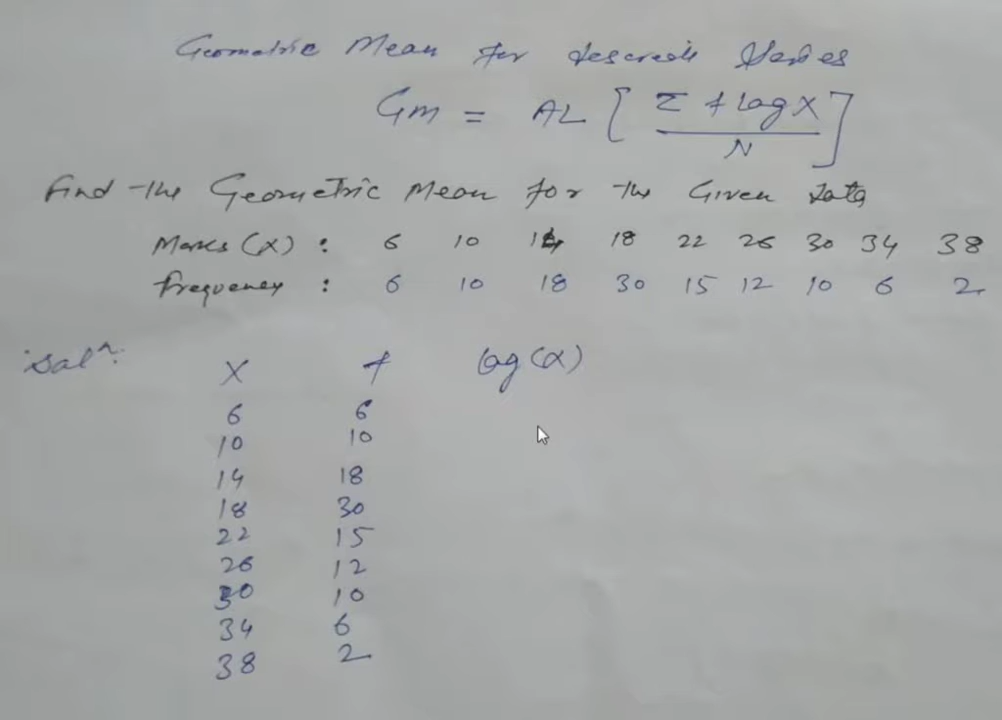 Geometric Mean for descreite Series
GM = AL [ Σ f log X / N ]
Find the Geometric Mean for the Given data
Marks (X) : 6 10 14 18 22 26 30 34 38
frequency : 6 10 18 30 15 12 10 6 2
Solⁿ:
X f log (x)
6 6
10 10
14 18
18 30
22 15
26 12
30 10
34 6
38 2